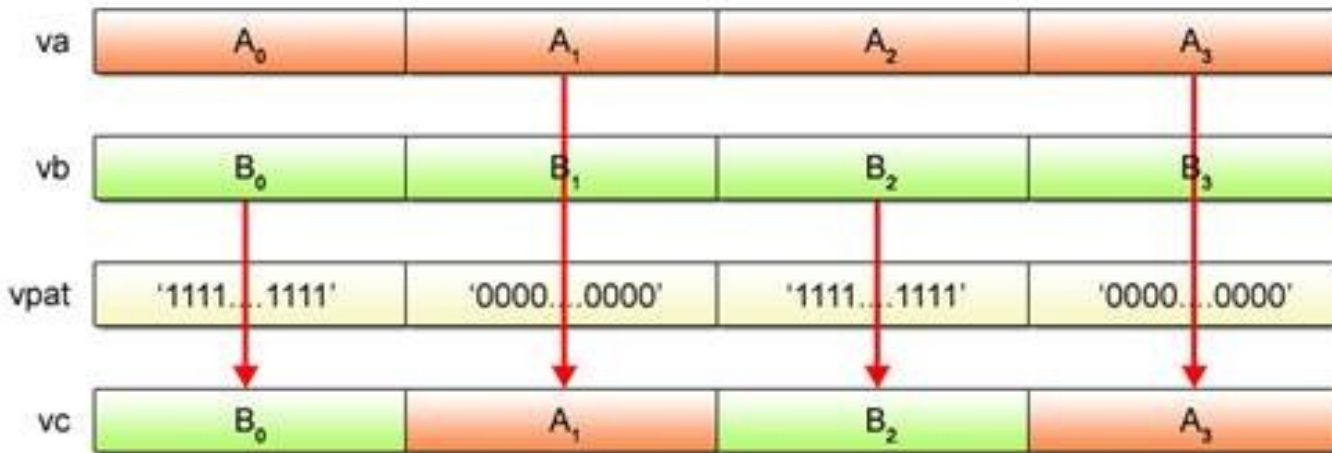 va A₀ A₁ A₂ A₃
vb B₀ B₁ B₂ B₃
vpat ‘1111....1111’ ‘0000....0000’ ‘1111....1111’ ‘0000....0000’
vc B₀ A₁ B₂ A₃